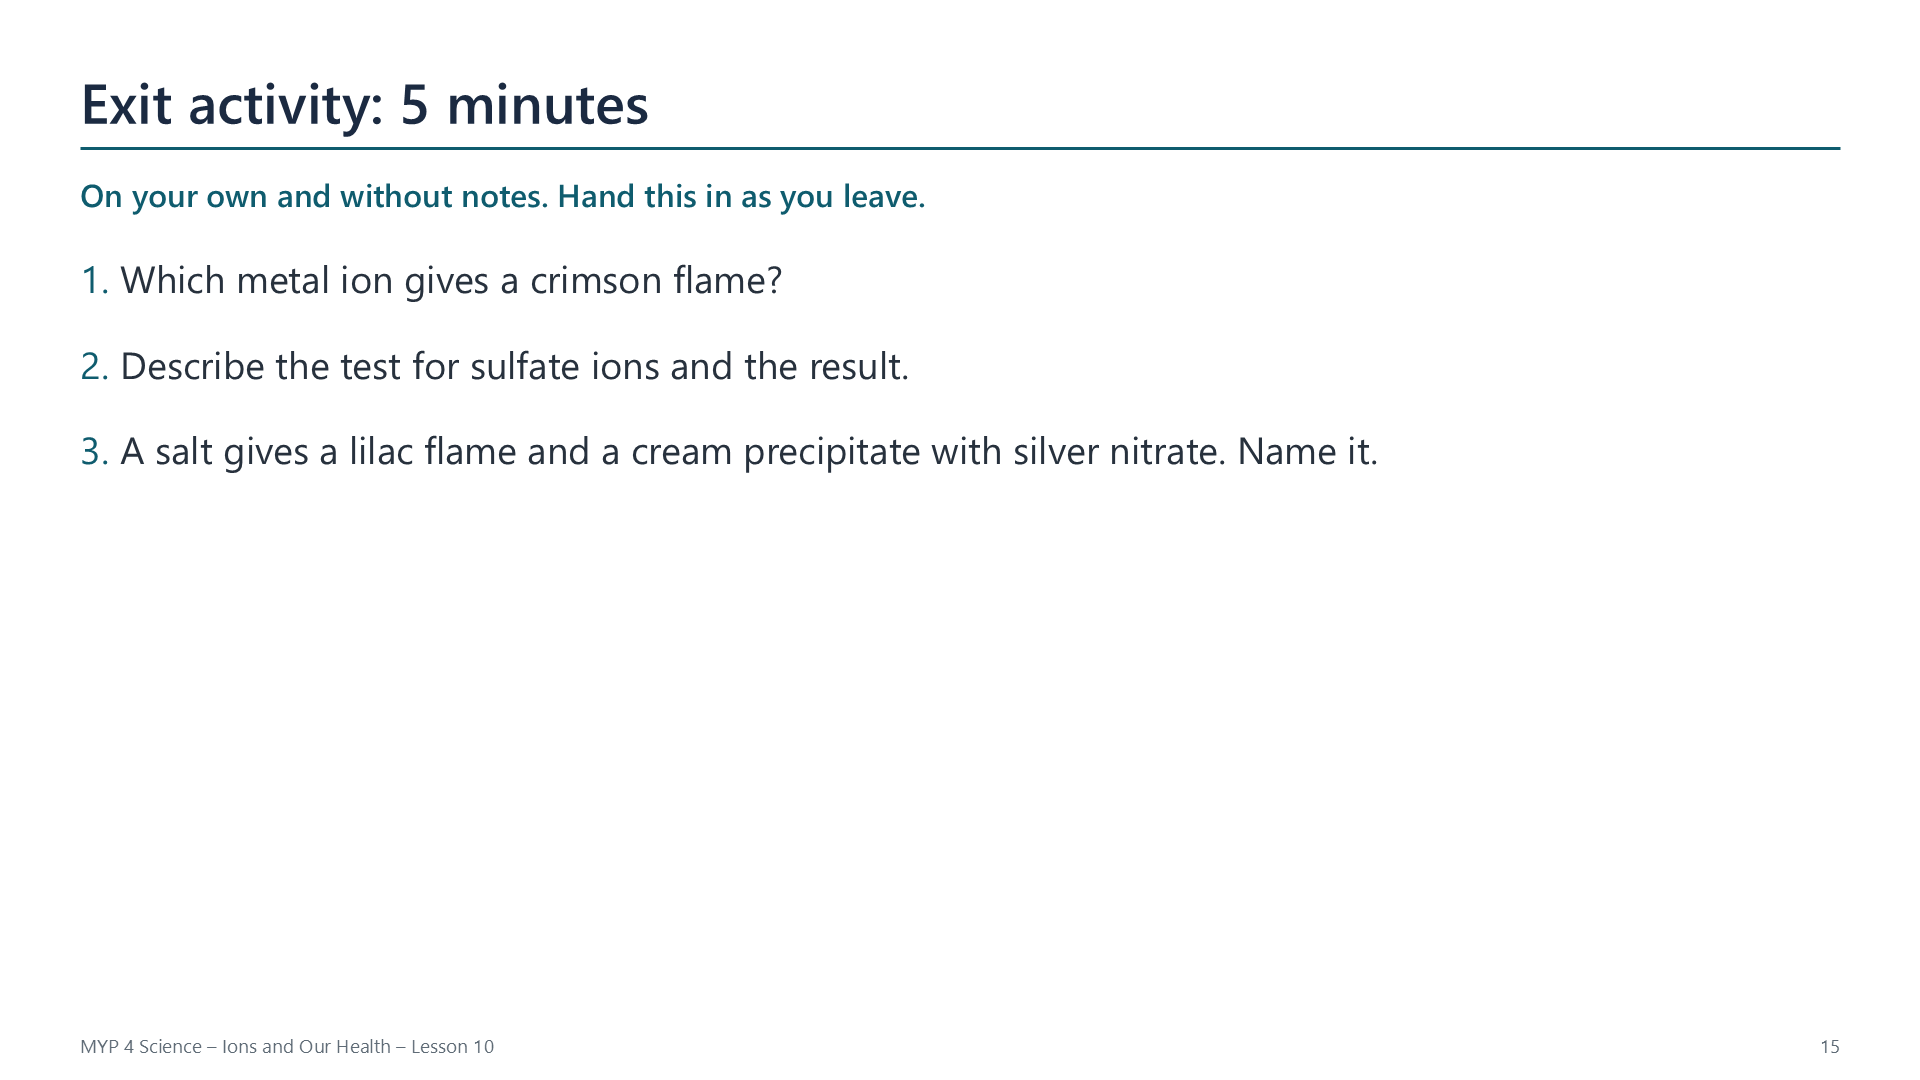 Exit activity: 5 minutes
On your own and without notes. Hand this in as you leave.
1. Which metal ion gives a crimson flame?
2. Describe the test for sulfate ions and the result.
3. A salt gives a lilac flame and a cream precipitate with silver nitrate. Name it.
MYP 4 Science – Ions and Our Health – Lesson 10
15